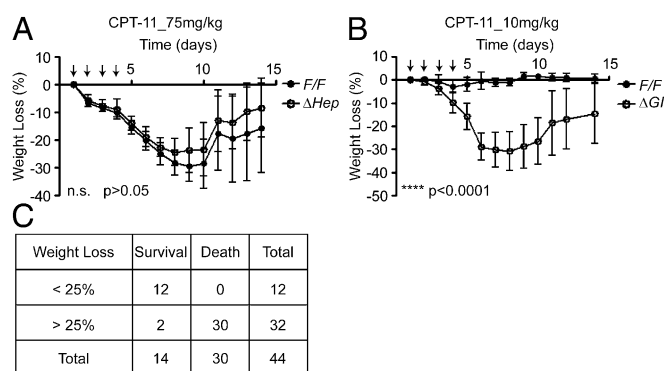 A
CPT-11_75mg/kg
Time (days)
5 10 15
10
0
-10
-20
-30
-40
Weight Loss (%)
F/F
ΔHep
n.s. p>0.05
B
CPT-11_10mg/kg
Time (days)
5 10 15
10
0
-10
-20
-30
-40
-50
Weight Loss (%)
F/F
ΔGI
**** p<0.0001
C
Weight Loss Survival Death Total
< 25% 12 0 12
> 25% 2 30 32
Total 14 30 44